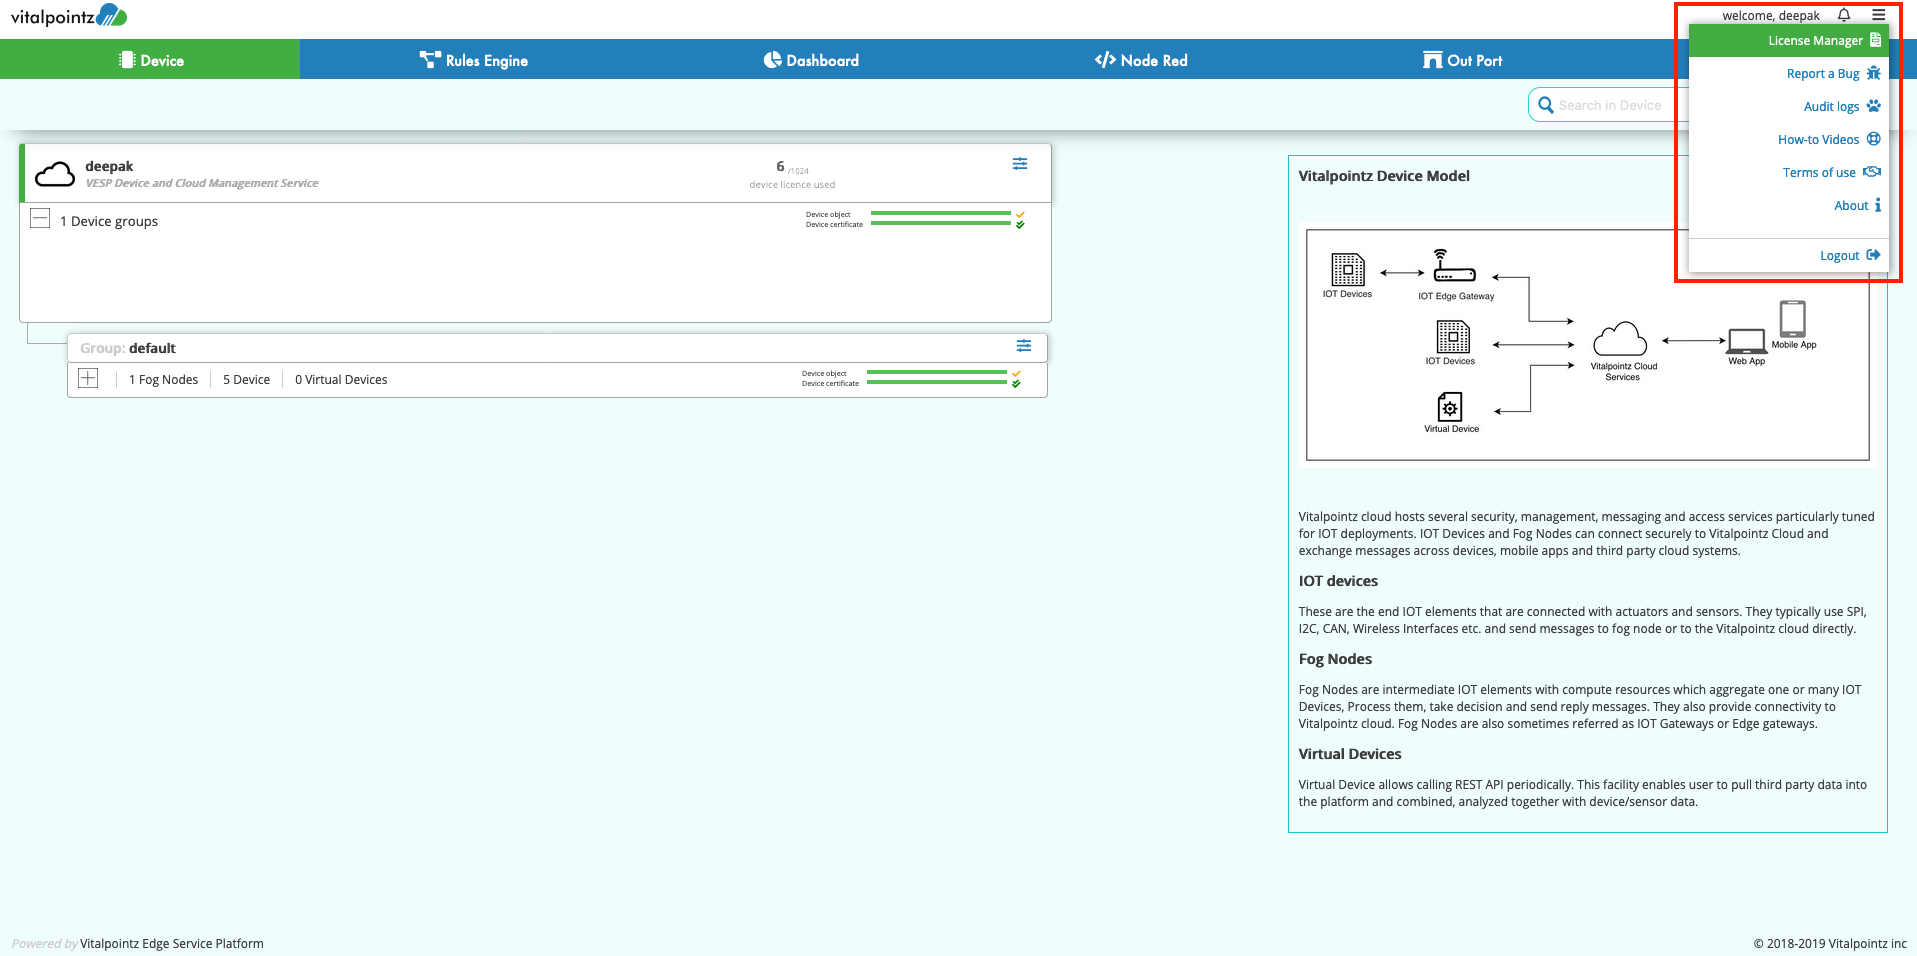 vitalpointz
welcome, deepak
License Manager
Report a Bug
Audit logs
How-to Videos
Terms of use
About
Logout
Device
Rules Engine
Dashboard
Node Red
Out Port
Search in Device
deepak
VESP Device and Cloud Management Service
6 /1024
device licence used
1 Device groups
Device object
Device certificate
Group: default
1 Fog Nodes
5 Device
0 Virtual Devices
Device object
Device certificate
Vitalpointz Device Model
IOT Devices
IOT Edge Gateway
IOT Devices
Virtual Device
Vitalpointz Cloud
Services
Web App
Mobile App
Vitalpointz cloud hosts several security, management, messaging and access services particularly tuned
for IOT deployments. IOT Devices and Fog Nodes can connect securely to Vitalpointz Cloud and
exchange messages across devices, mobile apps and third party cloud systems.
IOT devices
These are the end IOT elements that are connected with actuators and sensors. They typically use SPI,
I2C, CAN, Wireless Interfaces etc. and send messages to fog node or to the Vitalpointz cloud directly.
Fog Nodes
Fog Nodes are intermediate IOT elements with compute resources which aggregate one or many IOT
Devices, Process them, take decision and send reply messages. They also provide connectivity to
Vitalpointz cloud. Fog Nodes are also sometimes referred as IOT Gateways or Edge gateways.
Virtual Devices
Virtual Device allows calling REST API periodically. This facility enables user to pull third party data into
the platform and combined, analyzed together with device/sensor data.
Powered by Vitalpointz Edge Service Platform
© 2018-2019 Vitalpointz inc